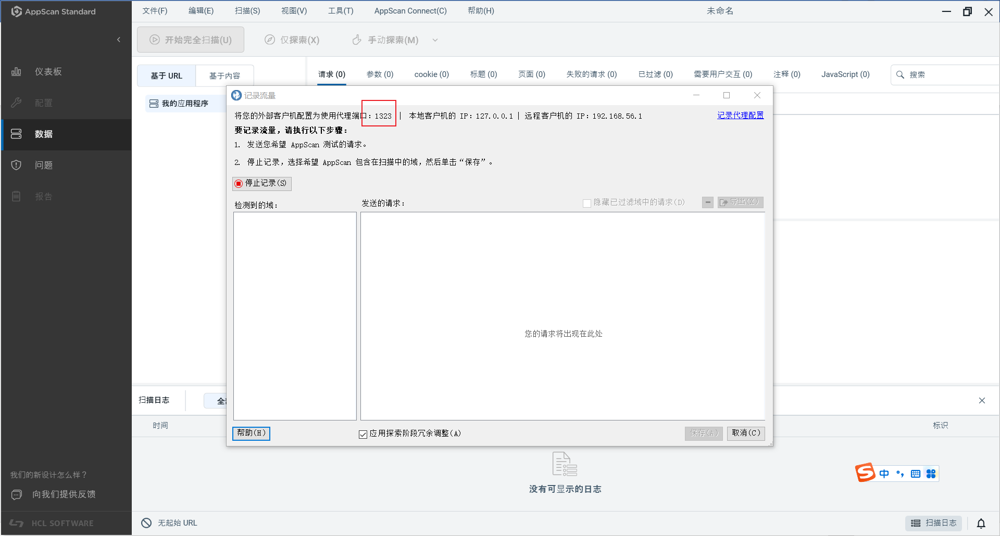 AppScan Standard
文件(F) 编辑(E) 扫描(S) 视图(V) 工具(T) AppScan Connect(C) 帮助(H) 未命名
开始完全扫描(U) 仅探索(X) 手动探索(M)
仪表板
配置
数据
问题
报告
基于 URL 基于内容
我的应用程序
请求 (0) 参数 (0) cookie (0) 标题 (0) 页面 (0) 失败的请求 (0) 已过滤 (0) 需要用户交互 (0) 注释 (0) JavaScript (0) 搜索
记录流量
将您的外部客户机配置为使用代理端口：1323 | 本地客户机的 IP：127.0.0.1 | 远程客户机的 IP：192.168.56.1 记录代理配置
要记录流量，请执行以下步骤：
1. 发送您希望 AppScan 测试的请求。
2. 停止记录，选择希望 AppScan 包含在扫描中的域，然后单击“保存”。
停止记录(S)
检测到的域： 发送的请求： 隐藏已过滤域中的请求(D) 导出(X)
您的请求将出现在此处
帮助(H) 应用探索阶段冗余调整(A) 保存(A) 取消(C)
扫描日志 全
时间 标识
没有可显示的日志
中
我们的新设计怎么样？
向我们提供反馈
HCL SOFTWARE
无起始 URL 扫描日志